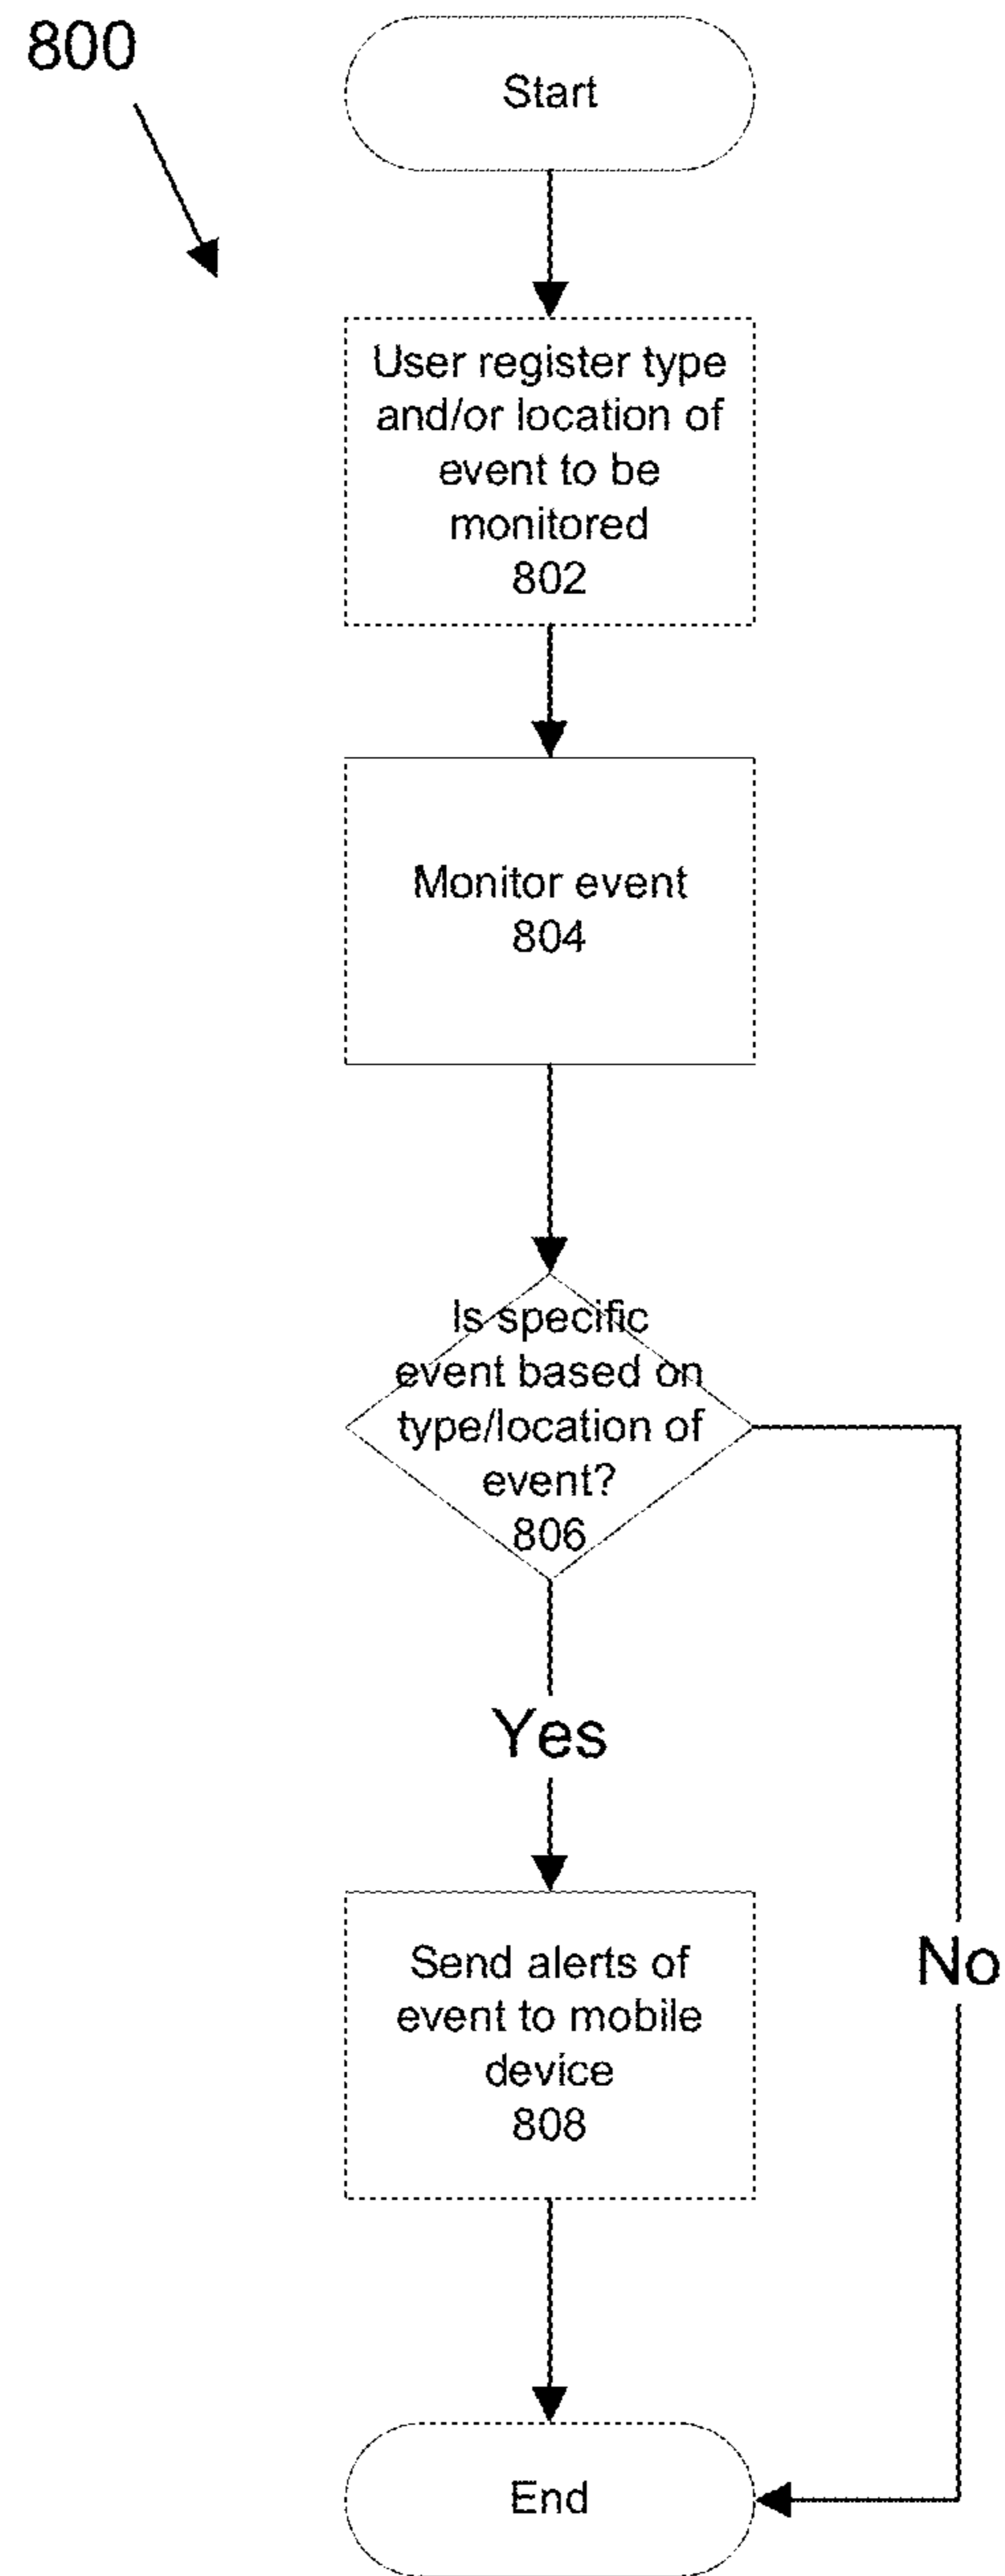 800
Start
User register type
and/or location of
event to be
monitored
802
Monitor event
804
Is specific
event based on
type/location of
event?
806
Yes
Send alerts of
event to mobile
device
808
No
End